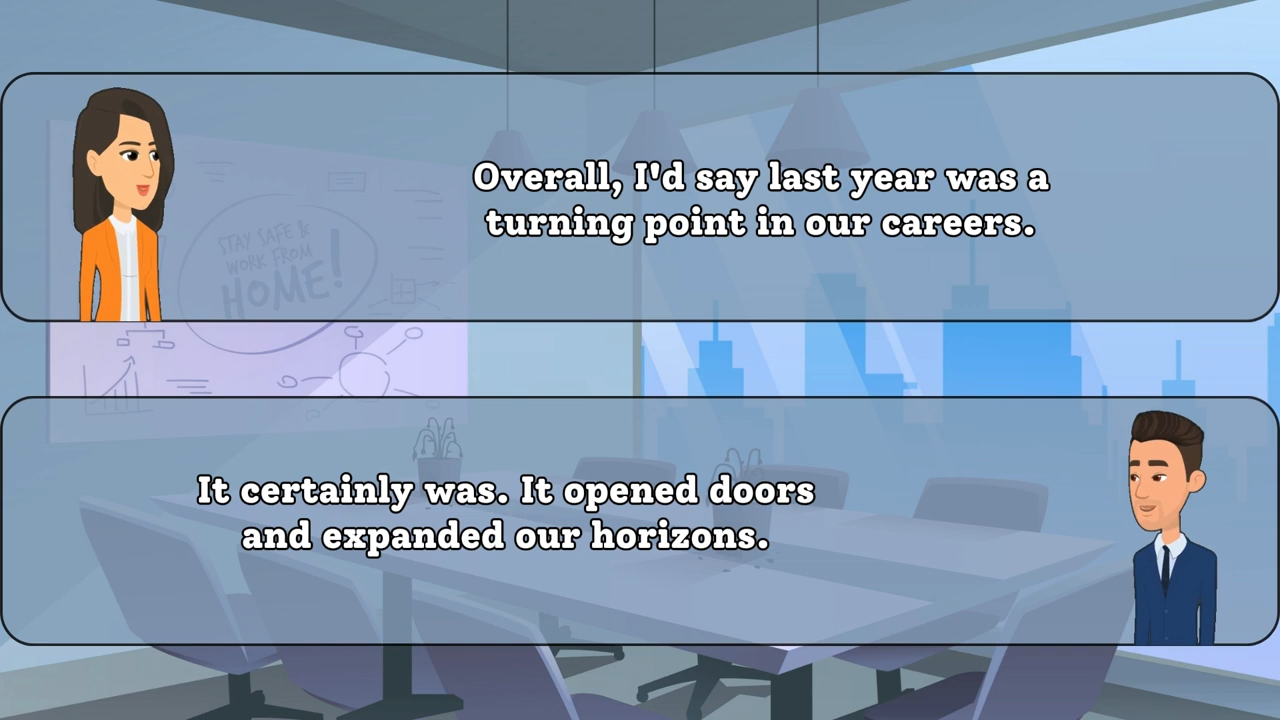 Overall, I'd say last year was a
turning point in our careers.
STAY SAFE &
WORK FROM
HOME!
It certainly was. It opened doors
and expanded our horizons.